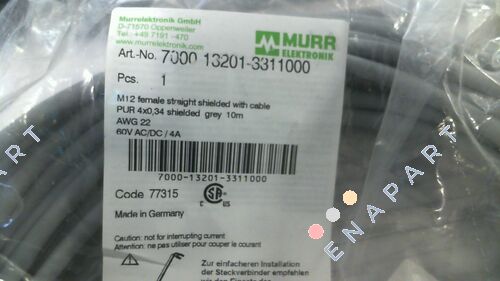 Murrelektronik GmbH
D-71570 Oppenweiler
Tel. +49 7191 -470
www.murrelektronik.com
MURR
ELEKTRONIK
Art.-No. 7000-13201-3311000
Pcs. 1
M12 female straight shielded with cable
PUR 4x0,34 shielded grey 10m
AWG 22
60V AC/DC / 4A
7000-13201-3311000
Code 77315
C US
Made in Germany
Caution: not for interrupting current
Attention: ne pas utiliser pour couper le courant
Zur einfacheren Installation
der Steckverbinder empfehlen
ENAPART
ENAPART